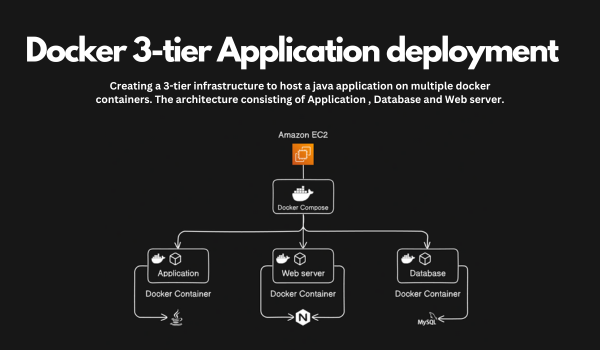 Docker 3-tier Application deployment
Creating a 3-tier infrastructure to host a java application on multiple docker
containers. The architecture consisting of Application , Database and Web server.
Amazon EC2
Docker Compose
Application
Web server
Database
Docker Container
Docker Container
Docker Container
N
MySQL